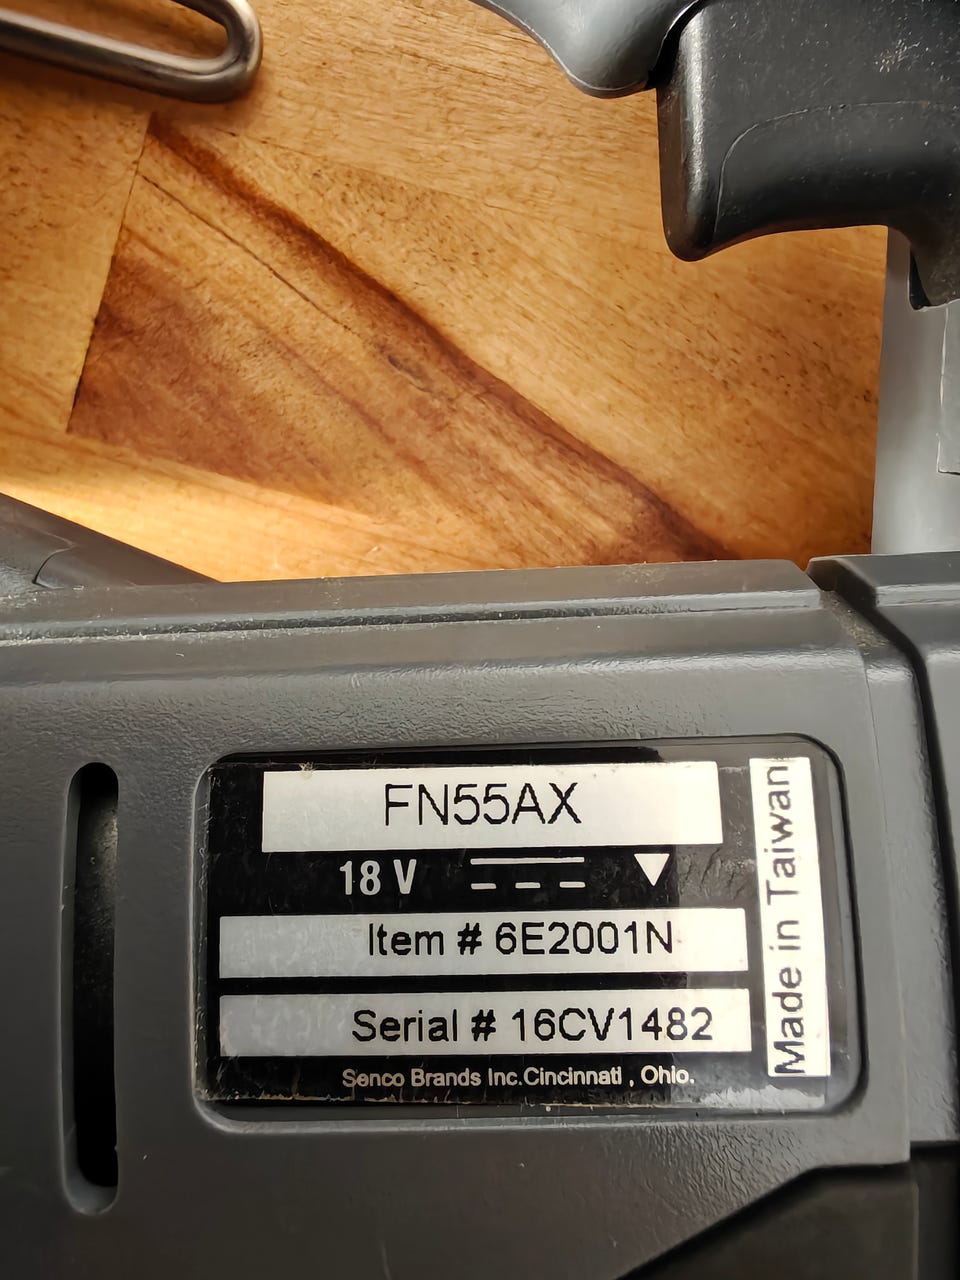 FN55AX
18 V
Item # 6E2001N
Serial # 16CV1482
Senco Brands Inc.Cincinnati , Ohio.
Made in Taiwan